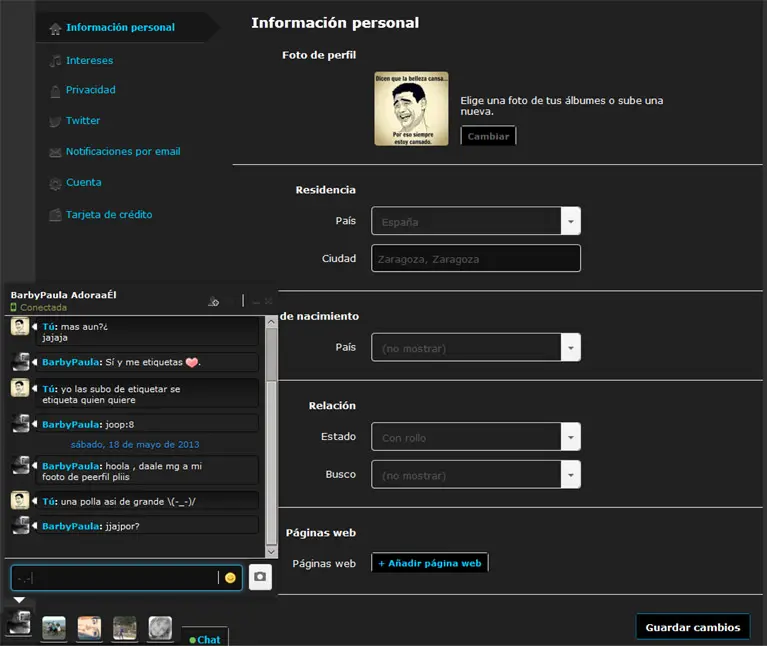 Información personal
Intereses
Privacidad
Twitter
Notificaciones por email
Cuenta
Tarjeta de crédito
Información personal
Foto de perfil
Dicen que la belleza cansa...
Por eso siempre
estoy cansado.
Elige una foto de tus álbumes o sube una
nueva.
Cambiar
Residencia
País
España
Ciudad
Zaragoza, Zaragoza
de nacimiento
País
(no mostrar)
Relación
Estado
Con rollo
Busco
(no mostrar)
Páginas web
Páginas web
+ Añadir página web
Guardar cambios
BarbyPaula AdoraaÉl
Conectada
Tú: mas aun?¿
jajaja
BarbyPaula: Sí y me etiquetas ❤.
Tú: yo las subo de etiquetar se
etiqueta quien quiere
BarbyPaula: joop:8
sábado, 18 de mayo de 2013
BarbyPaula: hoola , daale mg a mi
footo de peerfil pliis
Tú: una polla asi de grande \(-_-)/
BarbyPaula: jjajpor?
-.-
Chat